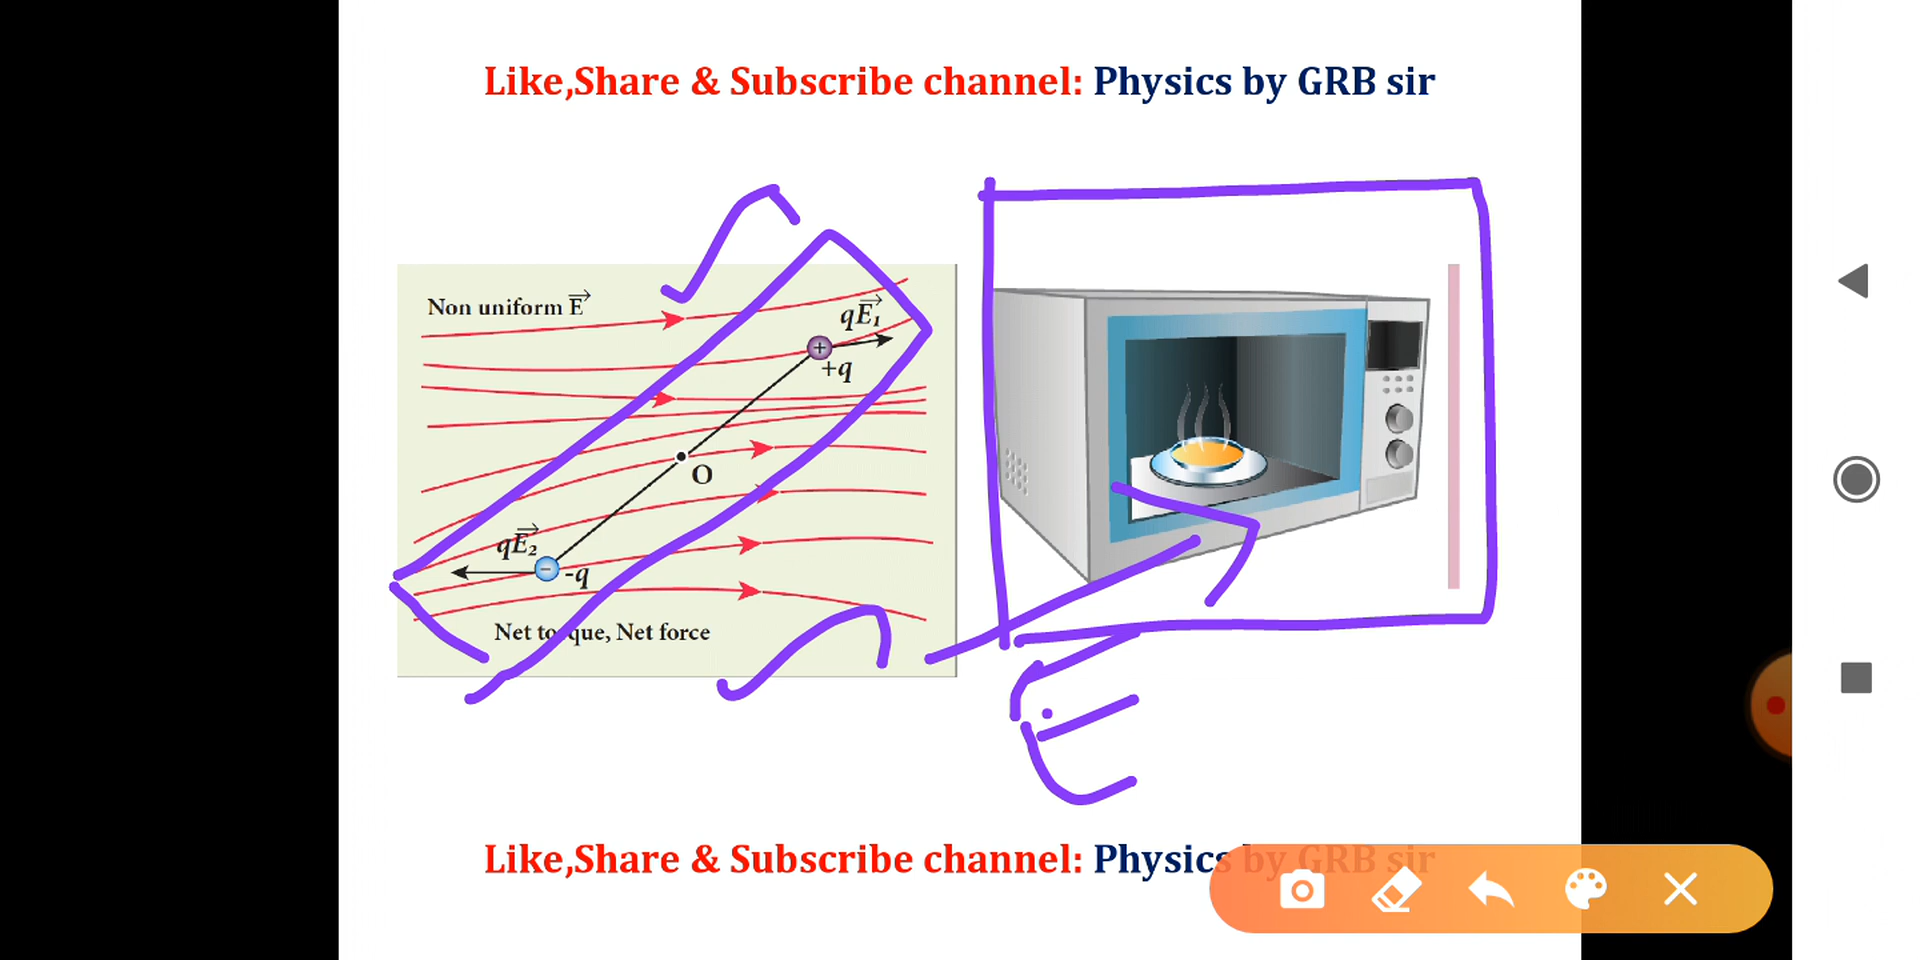 Like,Share & Subscribe channel: Physics by GRB sir
Non uniform E⃗
qE⃗₁
+
+q
O
qE⃗₂
−
-q
Net torque, Net force
Like,Share & Subscribe channel: Physics by GRB sir